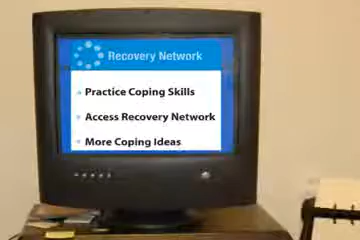 Recovery Network
Practice Coping Skills
Access Recovery Network
More Coping Ideas